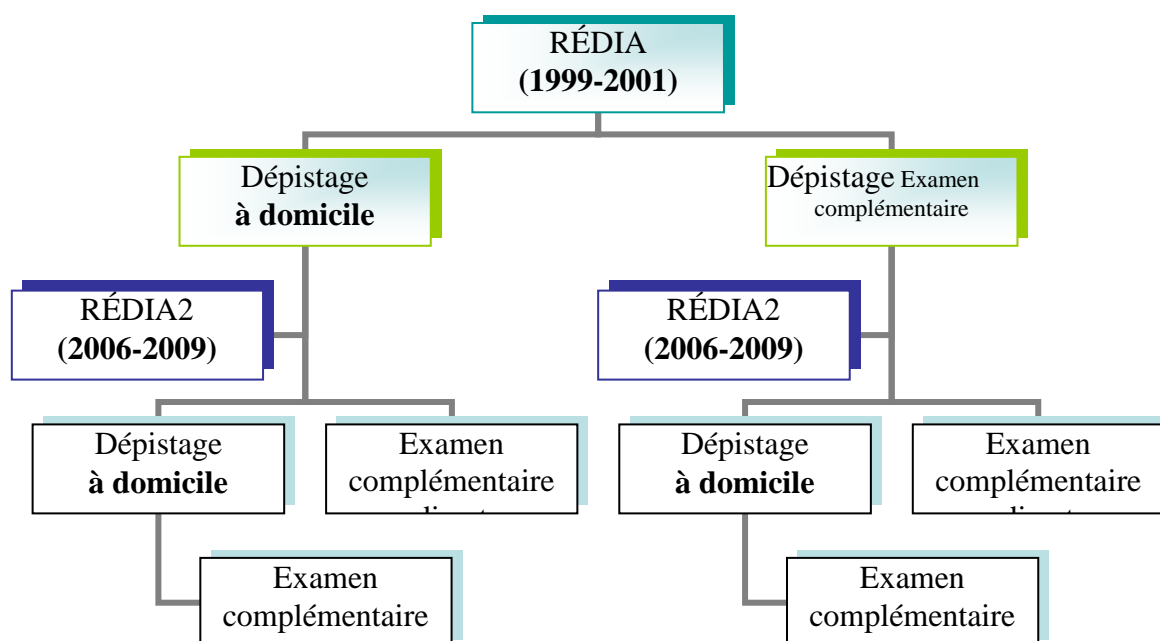 RÉDIA
(1999-2001)
Dépistage
à domicile
Dépistage Examen
complémentaire
RÉDIA2
(2006-2009)
RÉDIA2
(2006-2009)
Dépistage
à domicile
Examen
complémentaire
Dépistage
à domicile
Examen
complémentaire
Examen
complémentaire
Examen
complémentaire